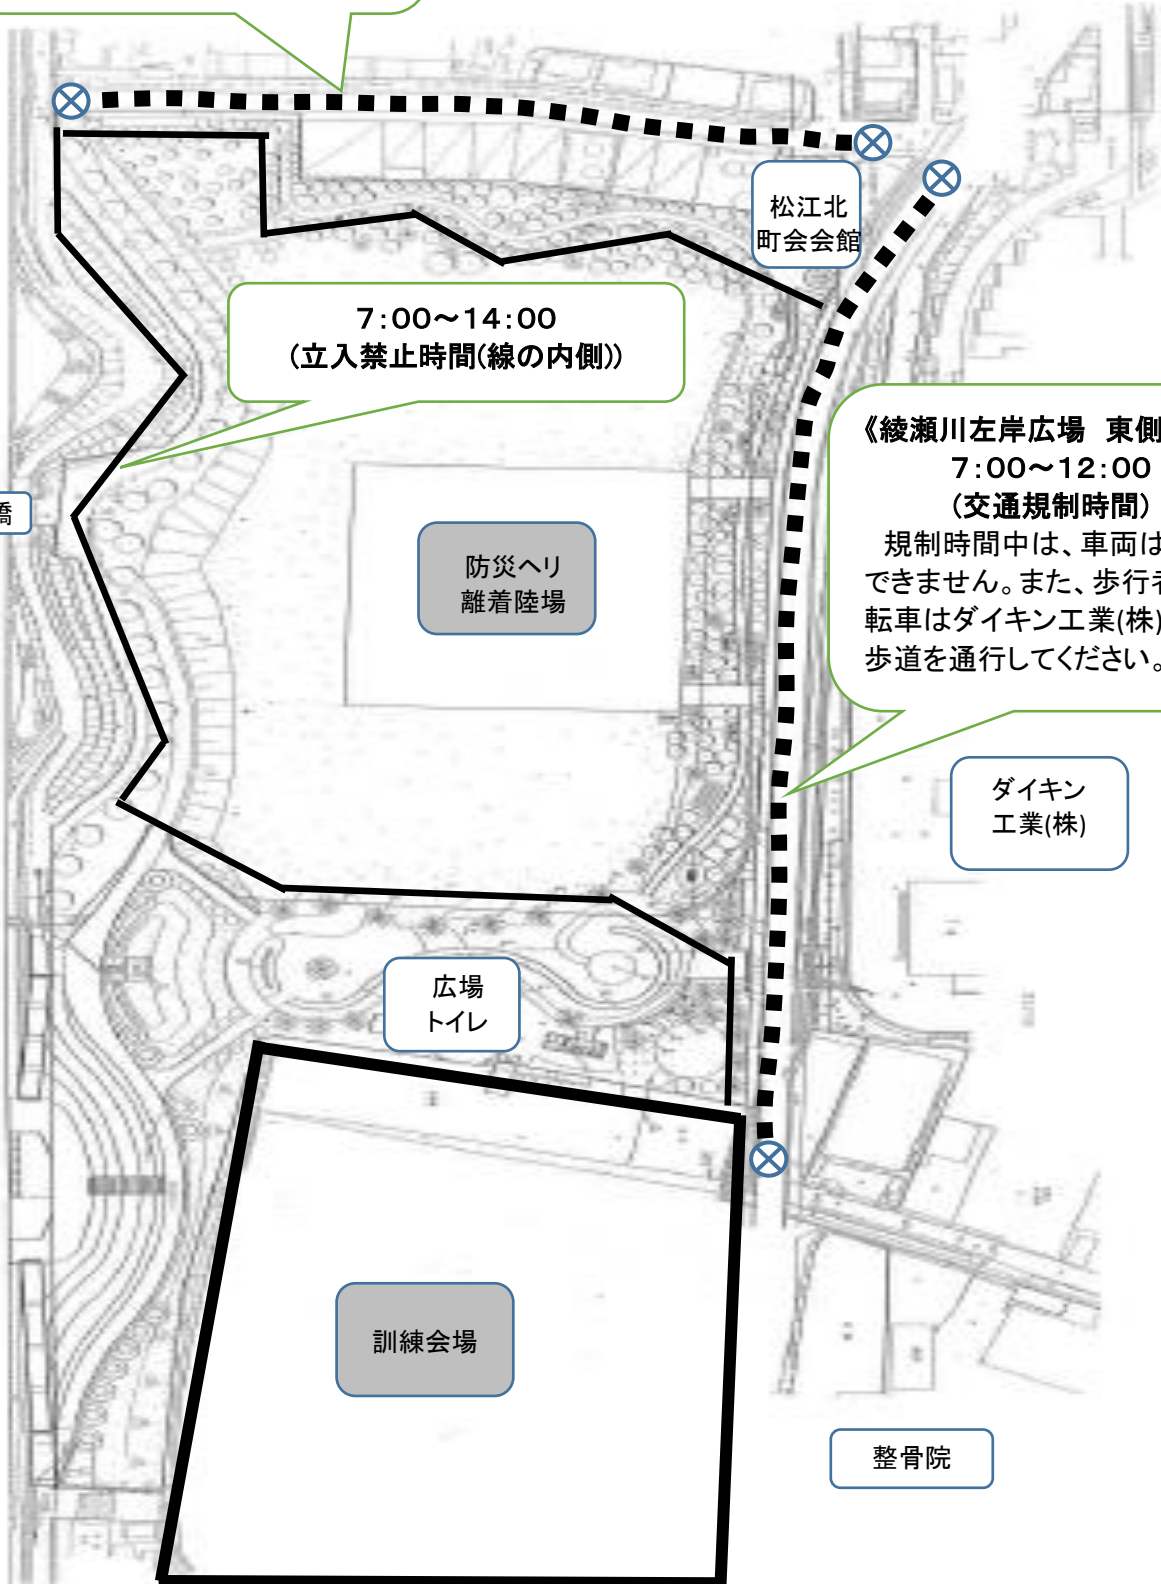 松江北
町会会館
7:00～14:00
(立入禁止時間(線の内側))
《綾瀬川左岸広場 東側
7:00～12:00
(交通規制時間)
規制時間中は、車両は
できません。また、歩行者
転車はダイキン工業(株)
歩道を通行してください。
橋
防災ヘリ
離着陸場
ダイキン
工業(株)
広場
トイレ
訓練会場
整骨院